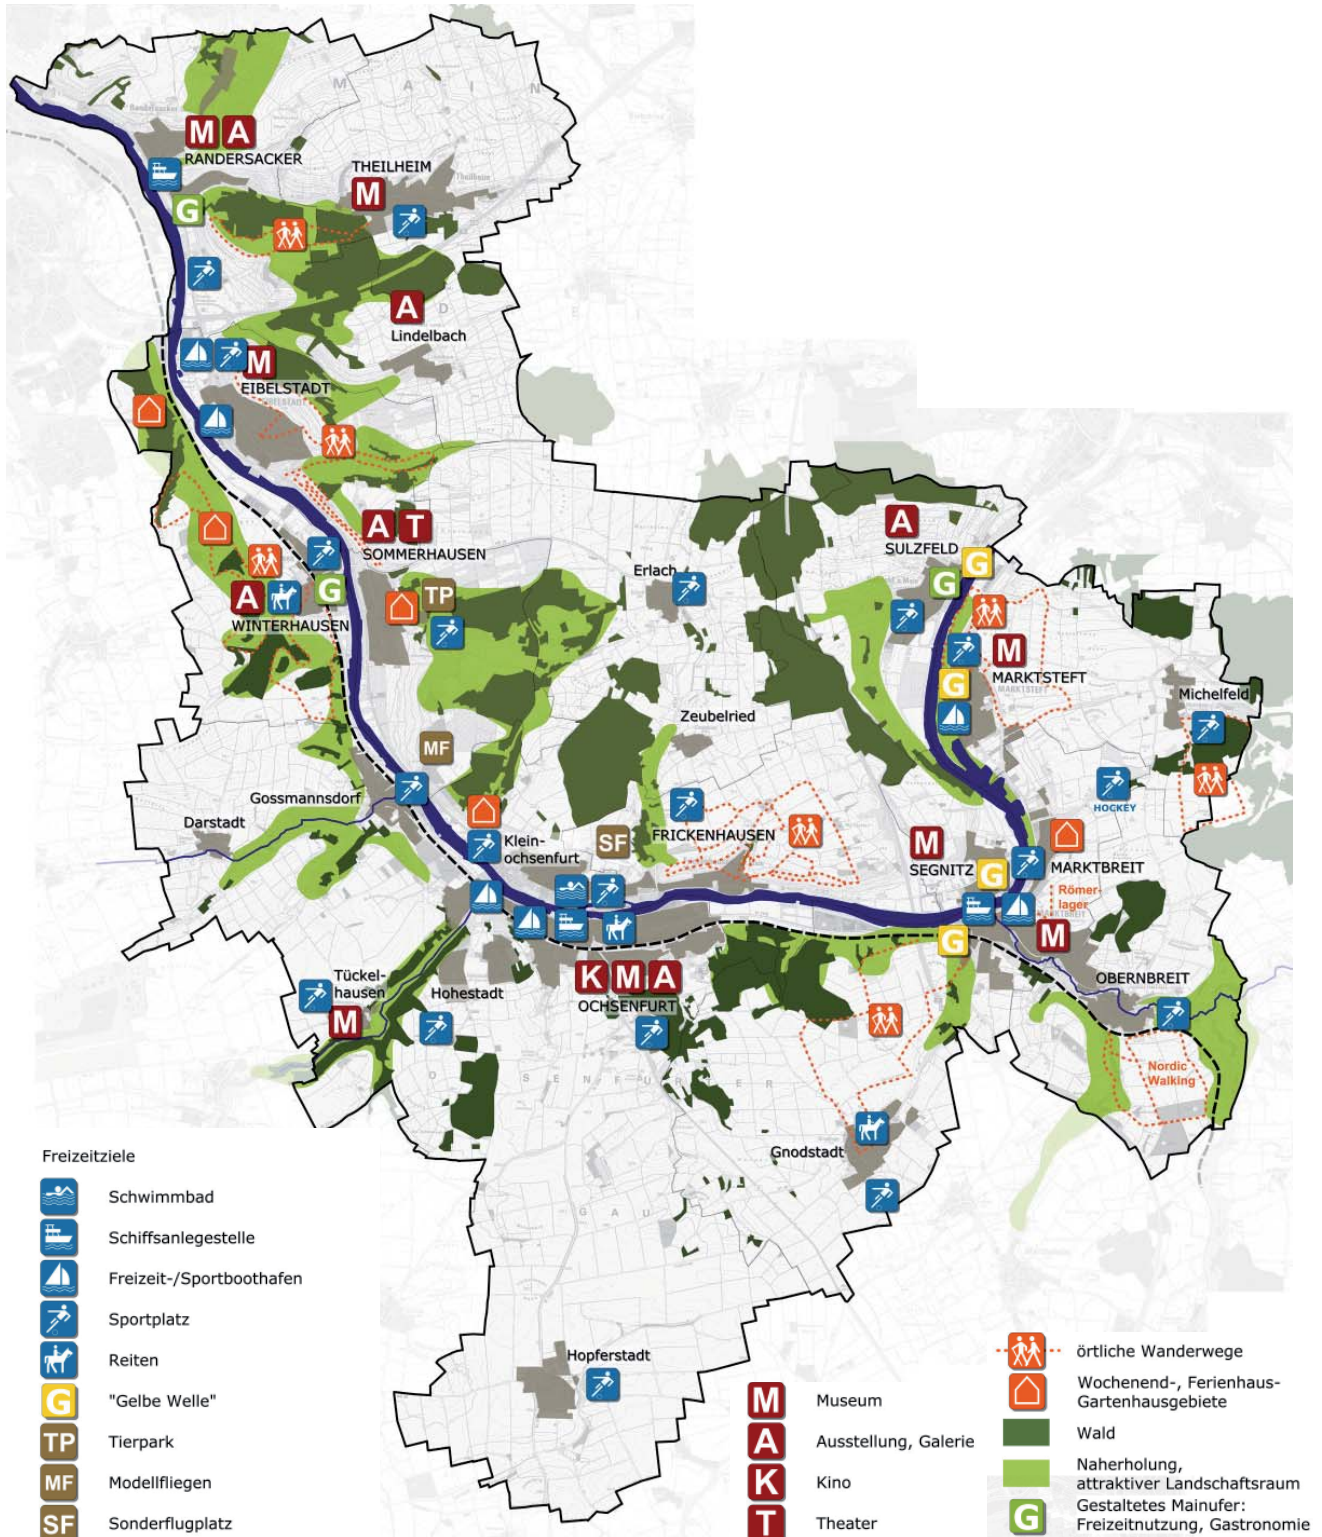 M A I N
M A
RANDERSACKER
THEILHEIM
M
G
A
Lindelbach
M
EIBELSTADT
A T
SOMMERHAUSEN
A
SULZFELD
G
G
Erlach
TP
A
G
WINTERHAUSEN
M
MARKTSTEFT
G
Michelfeld
Zeubelried
MF
Gossmannsdorf
Darstadt
HOCKEY
Klein-
ochsenfurt
SF
FRICKENHAUSEN
M
SEGNITZ
G
MARKTBREIT
Römer-
lager
M
G
OBERNBREIT
Tückel-
hausen
M
Hohestadt
K M A
OCHSENFURT
Nordic
Walking
Gnodstadt
GAU
Hopferstadt
Freizeitziele
Schwimmbad
Schiffsanlegestelle
Freizeit-/Sportboothafen
Sportplatz
Reiten
G "Gelbe Welle"
TP Tierpark
MF Modellfliegen
SF Sonderflugplatz
M Museum
A Ausstellung, Galerie
K Kino
T Theater
örtliche Wanderwege
Wochenend-, Ferienhaus-
Gartenhausgebiete
Wald
Naherholung,
attraktiver Landschaftsraum
G Gestaltetes Mainufer:
Freizeitnutzung, Gastronomie